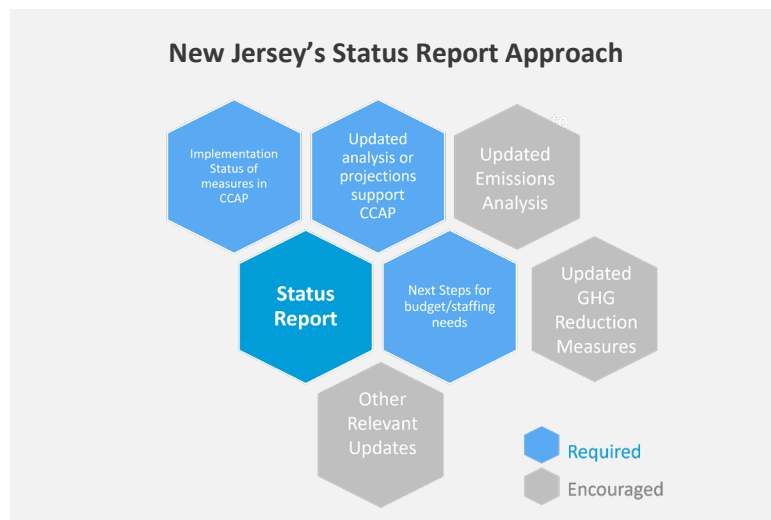 New Jersey’s Status Report Approach
Implementation
Status of
measures in
CCAP
Updated
analysis or
projections
support
CCAP
Updated
Emissions
Analysis
Status
Report
Next Steps for
budget/staffing
needs
Updated
GHG
Reduction
Measures
Other
Relevant
Updates
Required
Encouraged